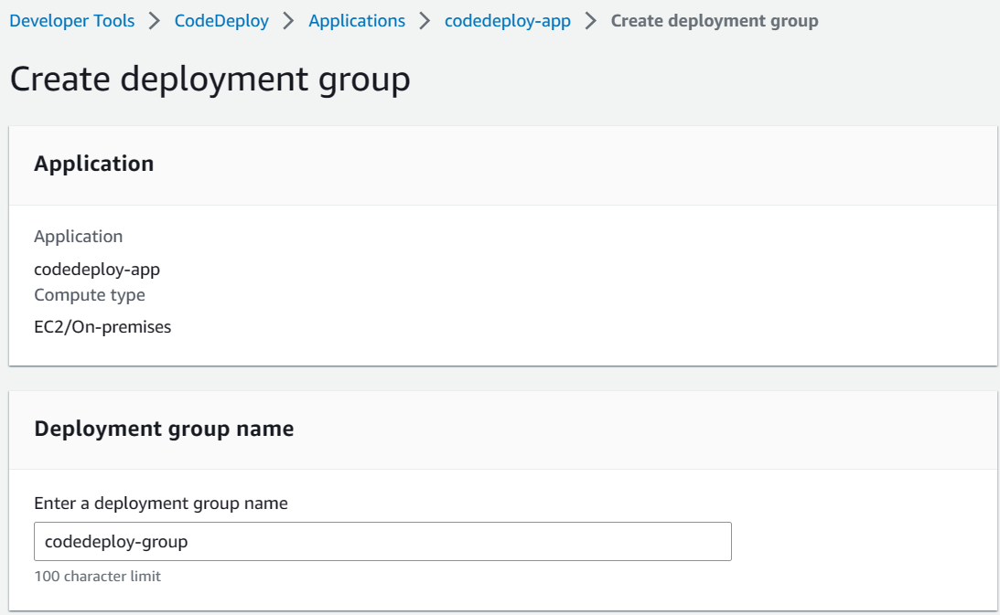 Developer Tools > CodeDeploy > Applications > codedeploy-app > Create deployment group
Create deployment group
Application
Application
codedeploy-app
Compute type
EC2/On-premises
Deployment group name
Enter a deployment group name
codedeploy-group
100 character limit